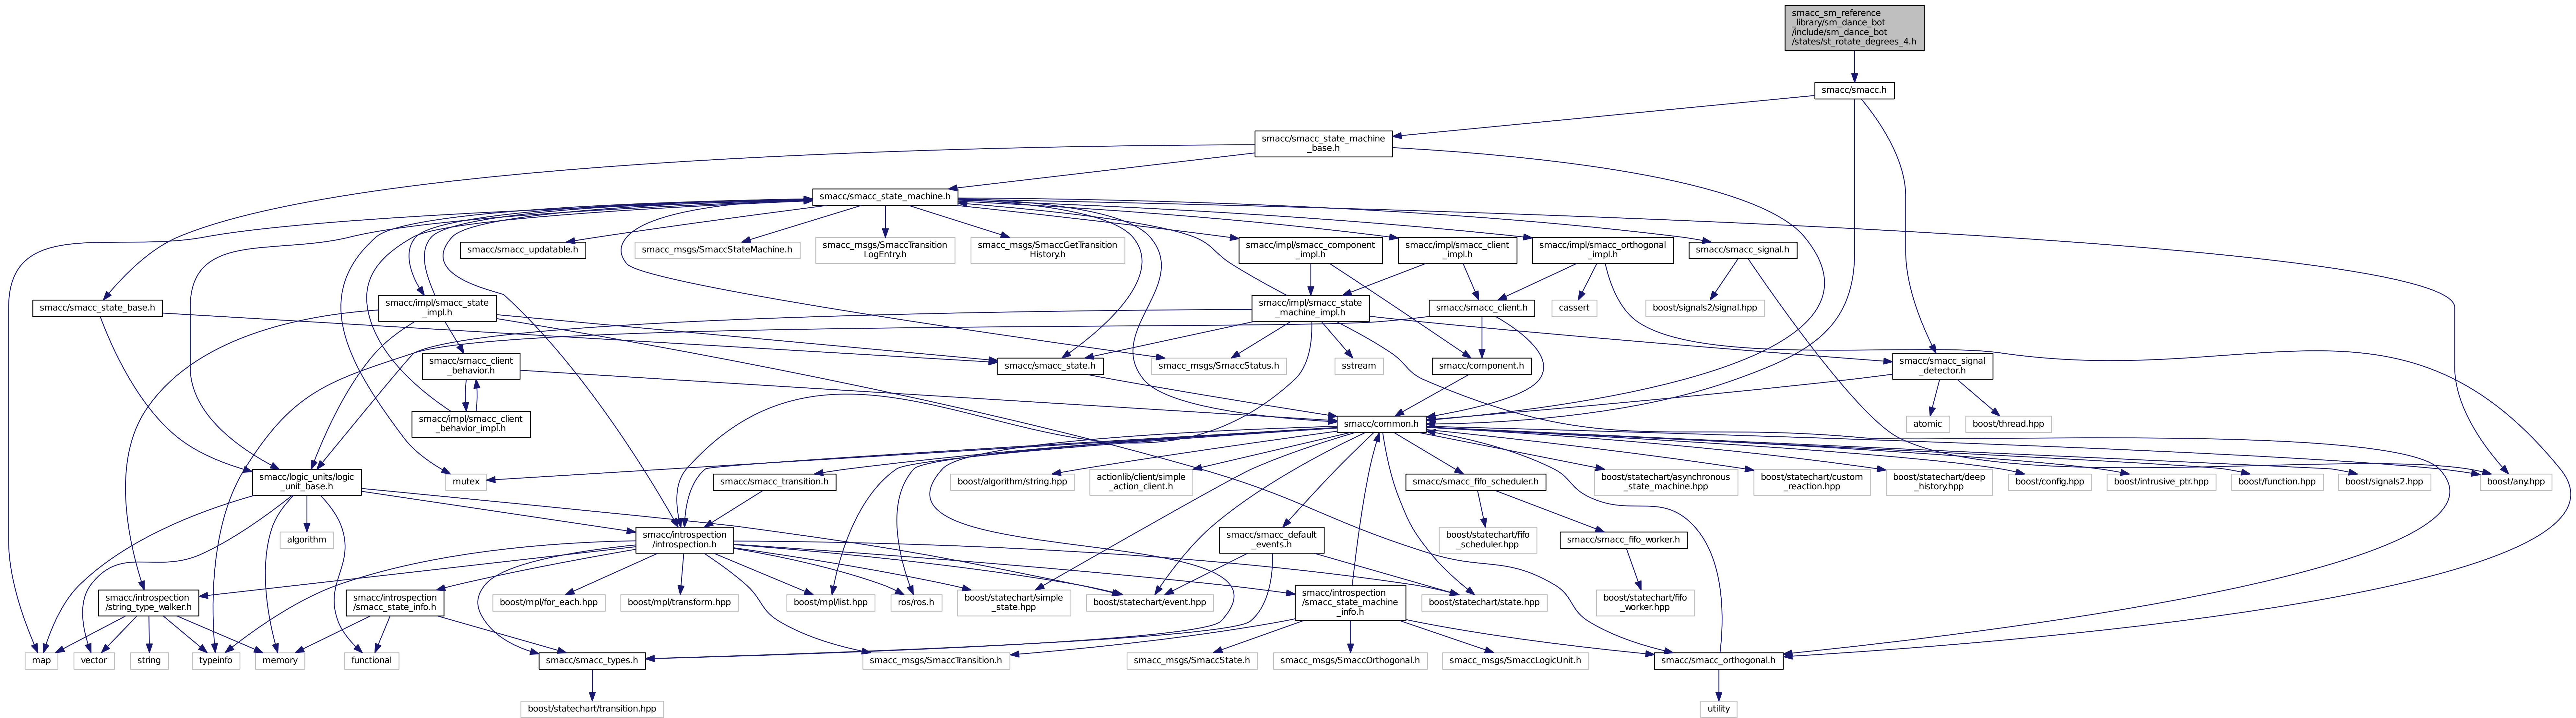 smacc_sm_reference
_library/sm_dance_bot
/include/sm_dance_bot
/states/st_rotate_degrees_4.h
smacc/smacc.h
smacc/smacc_state_machine
_base.h
smacc/smacc_state_machine.h
smacc/smacc_updatable.h
smacc_msgs/SmaccStateMachine.h
smacc_msgs/SmaccTransition
LogEntry.h
smacc_msgs/SmaccGetTransition
History.h
smacc/impl/smacc_component
_impl.h
smacc/impl/smacc_client
_impl.h
smacc/impl/smacc_orthogonal
_impl.h
smacc/smacc_signal.h
smacc/smacc_state_base.h
smacc/impl/smacc_state
_impl.h
smacc/impl/smacc_state
_machine_impl.h
smacc/smacc_client.h
cassert
boost/signals2/signal.hpp
smacc/smacc_client
_behavior.h
smacc/smacc_state.h
smacc_msgs/SmaccStatus.h
sstream
smacc/component.h
smacc/smacc_signal
_detector.h
smacc/impl/smacc_client
_behavior_impl.h
smacc/common.h
atomic
boost/thread.hpp
smacc/logic_units/logic
_unit_base.h
mutex
smacc/smacc_transition.h
boost/algorithm/string.hpp
actionlib/client/simple
_action_client.h
smacc/smacc_fifo_scheduler.h
boost/statechart/asynchronous
_state_machine.hpp
boost/statechart/custom
_reaction.hpp
boost/statechart/deep
_history.hpp
boost/config.hpp
boost/intrusive_ptr.hpp
boost/function.hpp
boost/signals2.hpp
boost/any.hpp
algorithm
smacc/introspection
/introspection.h
smacc/smacc_default
_events.h
boost/statechart/fifo
_scheduler.hpp
smacc/smacc_fifo_worker.h
smacc/introspection
/string_type_walker.h
smacc/introspection
/smacc_state_info.h
boost/mpl/for_each.hpp
boost/mpl/transform.hpp
boost/mpl/list.hpp
ros/ros.h
boost/statechart/simple
_state.hpp
boost/statechart/event.hpp
smacc/introspection
/smacc_state_machine
_info.h
boost/statechart/state.hpp
boost/statechart/fifo
_worker.hpp
map
vector
string
typeinfo
memory
functional
smacc/smacc_types.h
smacc_msgs/SmaccTransition.h
smacc_msgs/SmaccState.h
smacc_msgs/SmaccOrthogonal.h
smacc_msgs/SmaccLogicUnit.h
smacc/smacc_orthogonal.h
boost/statechart/transition.hpp
utility